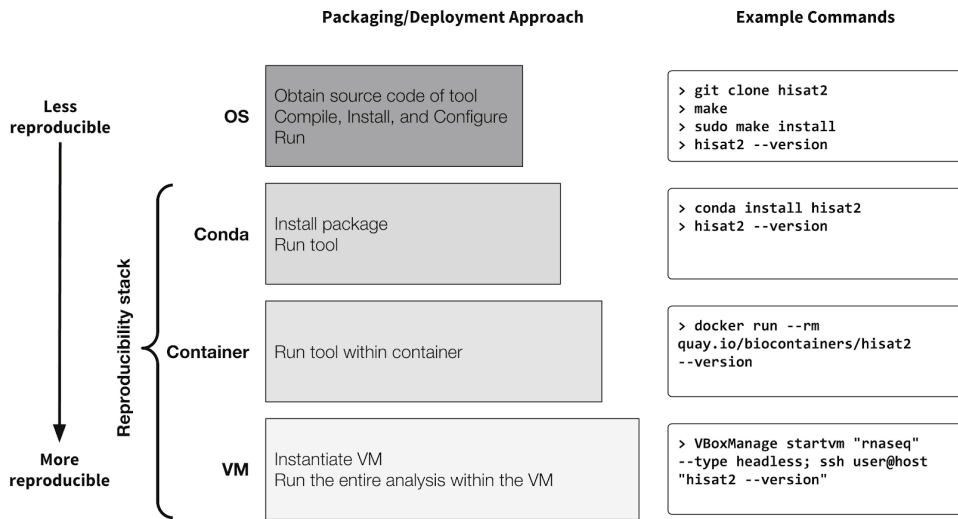 Packaging/Deployment Approach
Example Commands
Less
reproducible
OS
Obtain source code of tool
Compile, Install, and Configure
Run
> git clone hisat2
> make
> sudo make install
> hisat2 --version
Reproducibility stack
Conda
Install package
Run tool
> conda install hisat2
> hisat2 --version
Container
Run tool within container
> docker run --rm
quay.io/biocontainers/hisat2
--version
More
reproducible
VM
Instantiate VM
Run the entire analysis within the VM
> VBoxManage startvm "rnaseq"
--type headless; ssh user@host
"hisat2 --version"